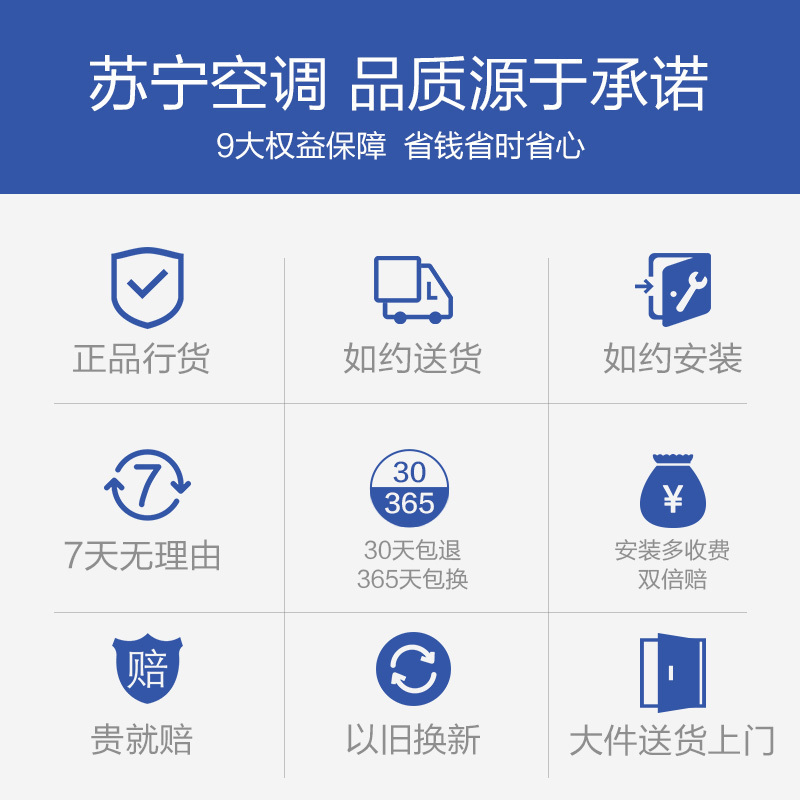 苏宁空调 品质源于承诺
9大权益保障 省钱省时省心
正品行货
如约送货
如约安装
7
7天无理由
30
365
30天包退
365天包换
¥
安装多收费
双倍赔
赔
贵就赔
以旧换新
大件送货上门